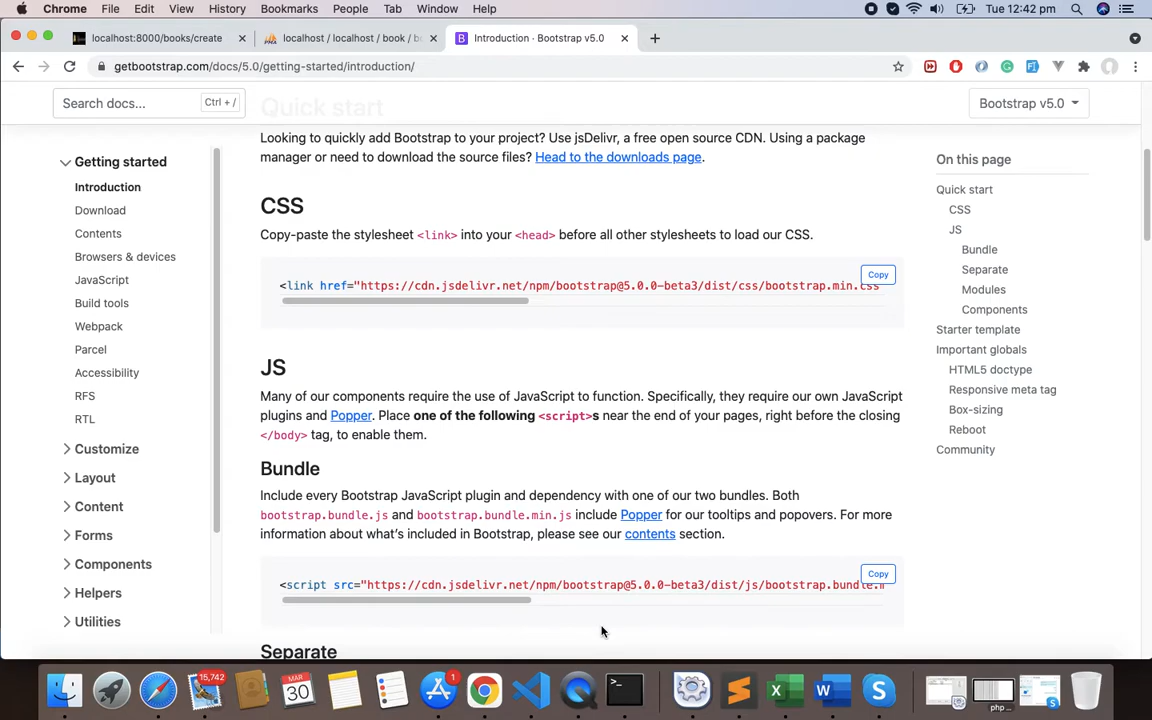 Chrome File Edit View History Bookmarks People Tab Window Help Tue 12:42 pm
localhost:8000/books/create
localhost / localhost / book / b
Introduction · Bootstrap v5.0
getbootstrap.com/docs/5.0/getting-started/introduction/
Search docs... Ctrl + /
Quick start
Bootstrap v5.0
Looking to quickly add Bootstrap to your project? Use jsDelivr, a free open source CDN. Using a package
manager or need to download the source files? Head to the downloads page.
CSS
Copy-paste the stylesheet <link> into your <head> before all other stylesheets to load our CSS.
Copy
<link href="https://cdn.jsdelivr.net/npm/bootstrap@5.0.0-beta3/dist/css/bootstrap.min.css
JS
Many of our components require the use of JavaScript to function. Specifically, they require our own JavaScript
plugins and Popper. Place one of the following <script>s near the end of your pages, right before the closing
</body> tag, to enable them.
Bundle
Include every Bootstrap JavaScript plugin and dependency with one of our two bundles. Both
bootstrap.bundle.js and bootstrap.bundle.min.js include Popper for our tooltips and popovers. For more
information about what's included in Bootstrap, please see our contents section.
Copy
<script src="https://cdn.jsdelivr.net/npm/bootstrap@5.0.0-beta3/dist/js/bootstrap.bundle.m
Separate
Getting started
Introduction
Download
Contents
Browsers & devices
JavaScript
Build tools
Webpack
Parcel
Accessibility
RFS
RTL
Customize
Layout
Content
Forms
Components
Helpers
Utilities
On this page
Quick start
CSS
JS
Bundle
Separate
Modules
Components
Starter template
Important globals
HTML5 doctype
Responsive meta tag
Box-sizing
Reboot
Community
15,742
MAR
30
1
php